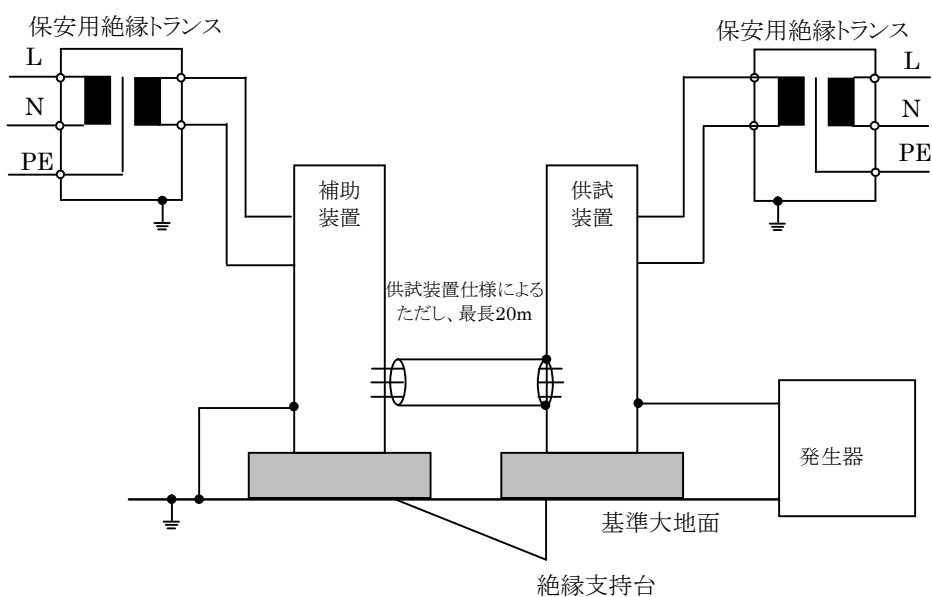 保安用絶縁トランス
L
N
PE
保安用絶縁トランス
L
N
PE
補助
装置
供試
装置
供試装置仕様による
ただし、最長20m
発生器
基準大地面
絶縁支持台